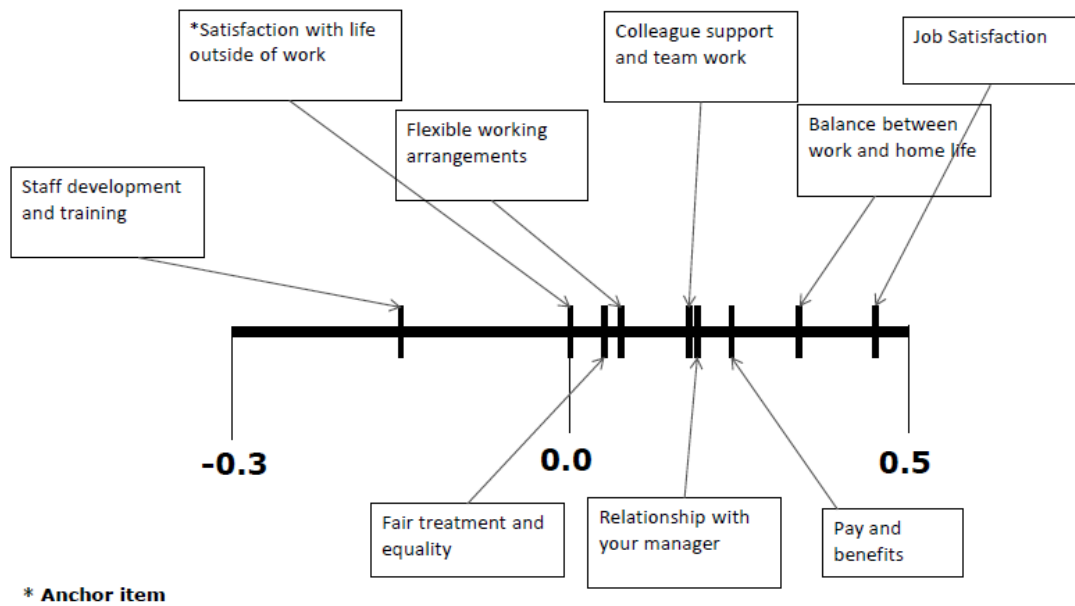 *Satisfaction with life
outside of work
Colleague support
and team work
Job Satisfaction
Flexible working
arrangements
Balance between
work and home life
Staff development
and training
-0.3
0.0
0.5
Fair treatment and
equality
Relationship with
your manager
Pay and
benefits
* Anchor item